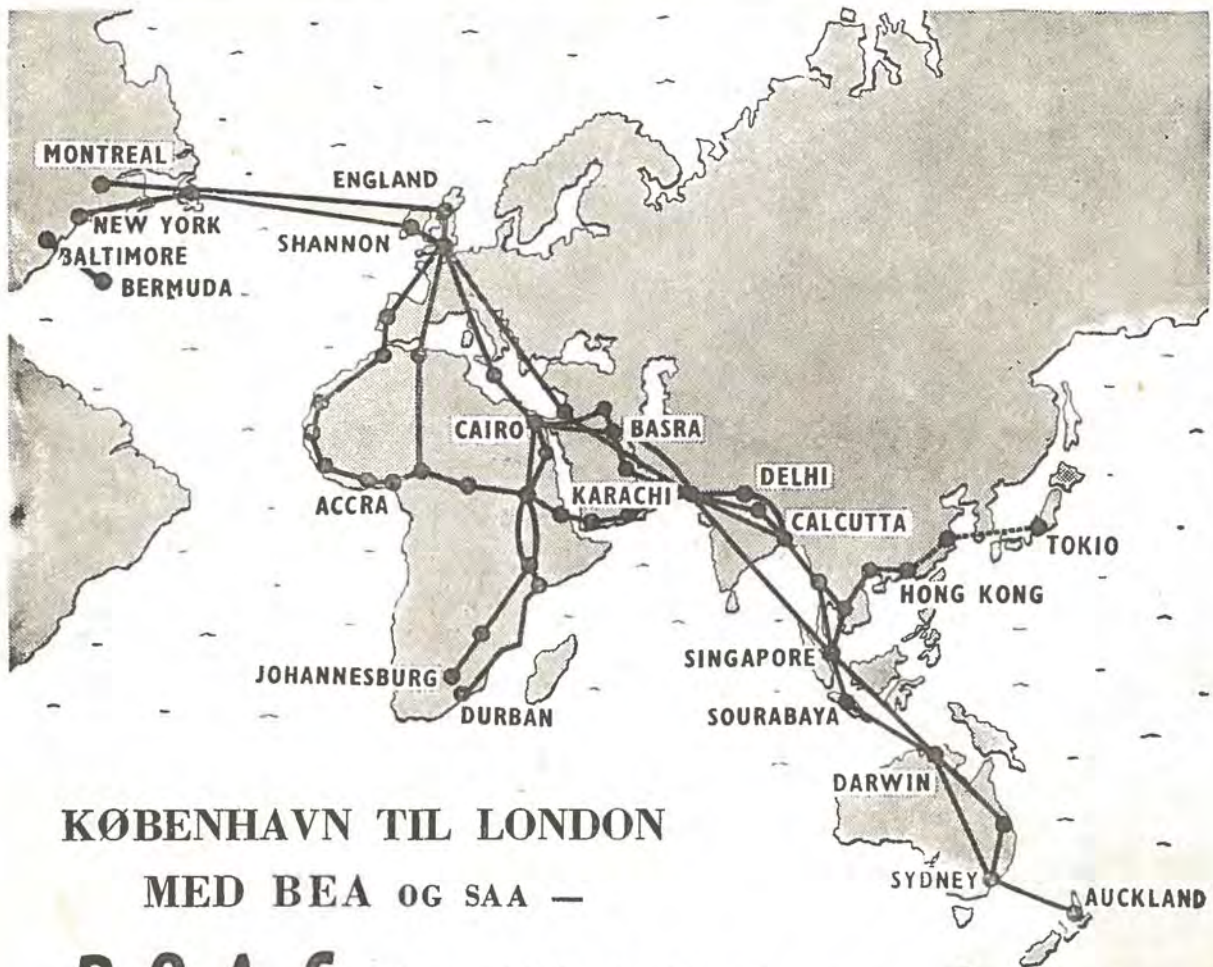 MONTREAL
ENGLAND
NEW YORK
SHANNON
BALTIMORE
BERMUDA
CAIRO
BASRA
DELHI
ACCRA
KARACHI
CALCUTTA
TOKIO
HONG KONG
SINGAPORE
JOHANNESBURG
DURBAN
SOURABAYA
DARWIN
KØBENHAVN TIL LONDON
MED BEA OG SAA —
SYDNEY
AUCKLAND